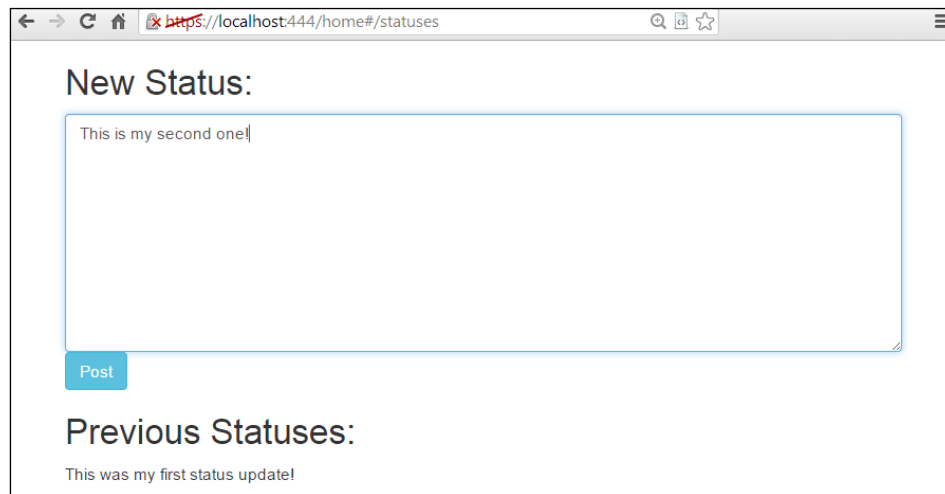 https://localhost:444/home#/statuses
New Status:
This is my second one!
Post
Previous Statuses:
This was my first status update!